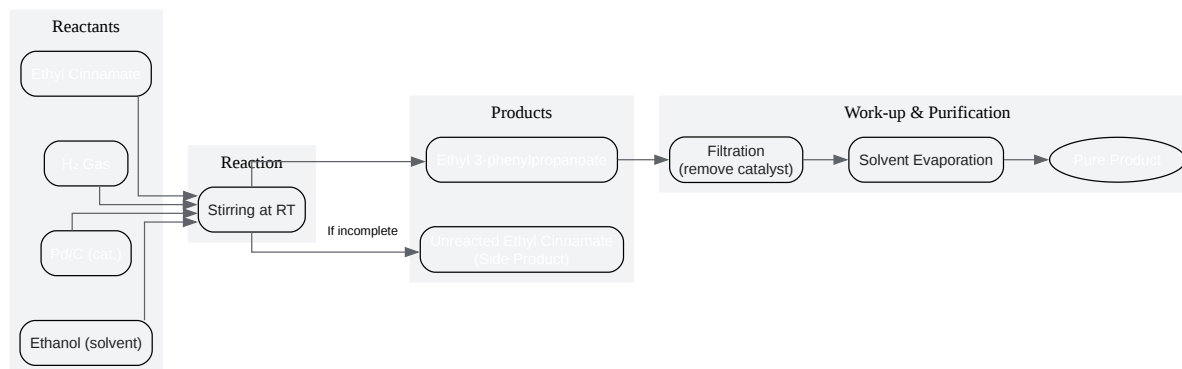 Reactants
Ethyl Cinnamate
H₂ Gas
Pd/C (cat.)
Ethanol (solvent)
Reaction
Stirring at RT
If incomplete
Products
Ethyl 3-phenylpropanoate
Unreacted Ethyl Cinnamate
(Side Product)
Work-up & Purification
Filtration
(remove catalyst)
Solvent Evaporation
Pure Product